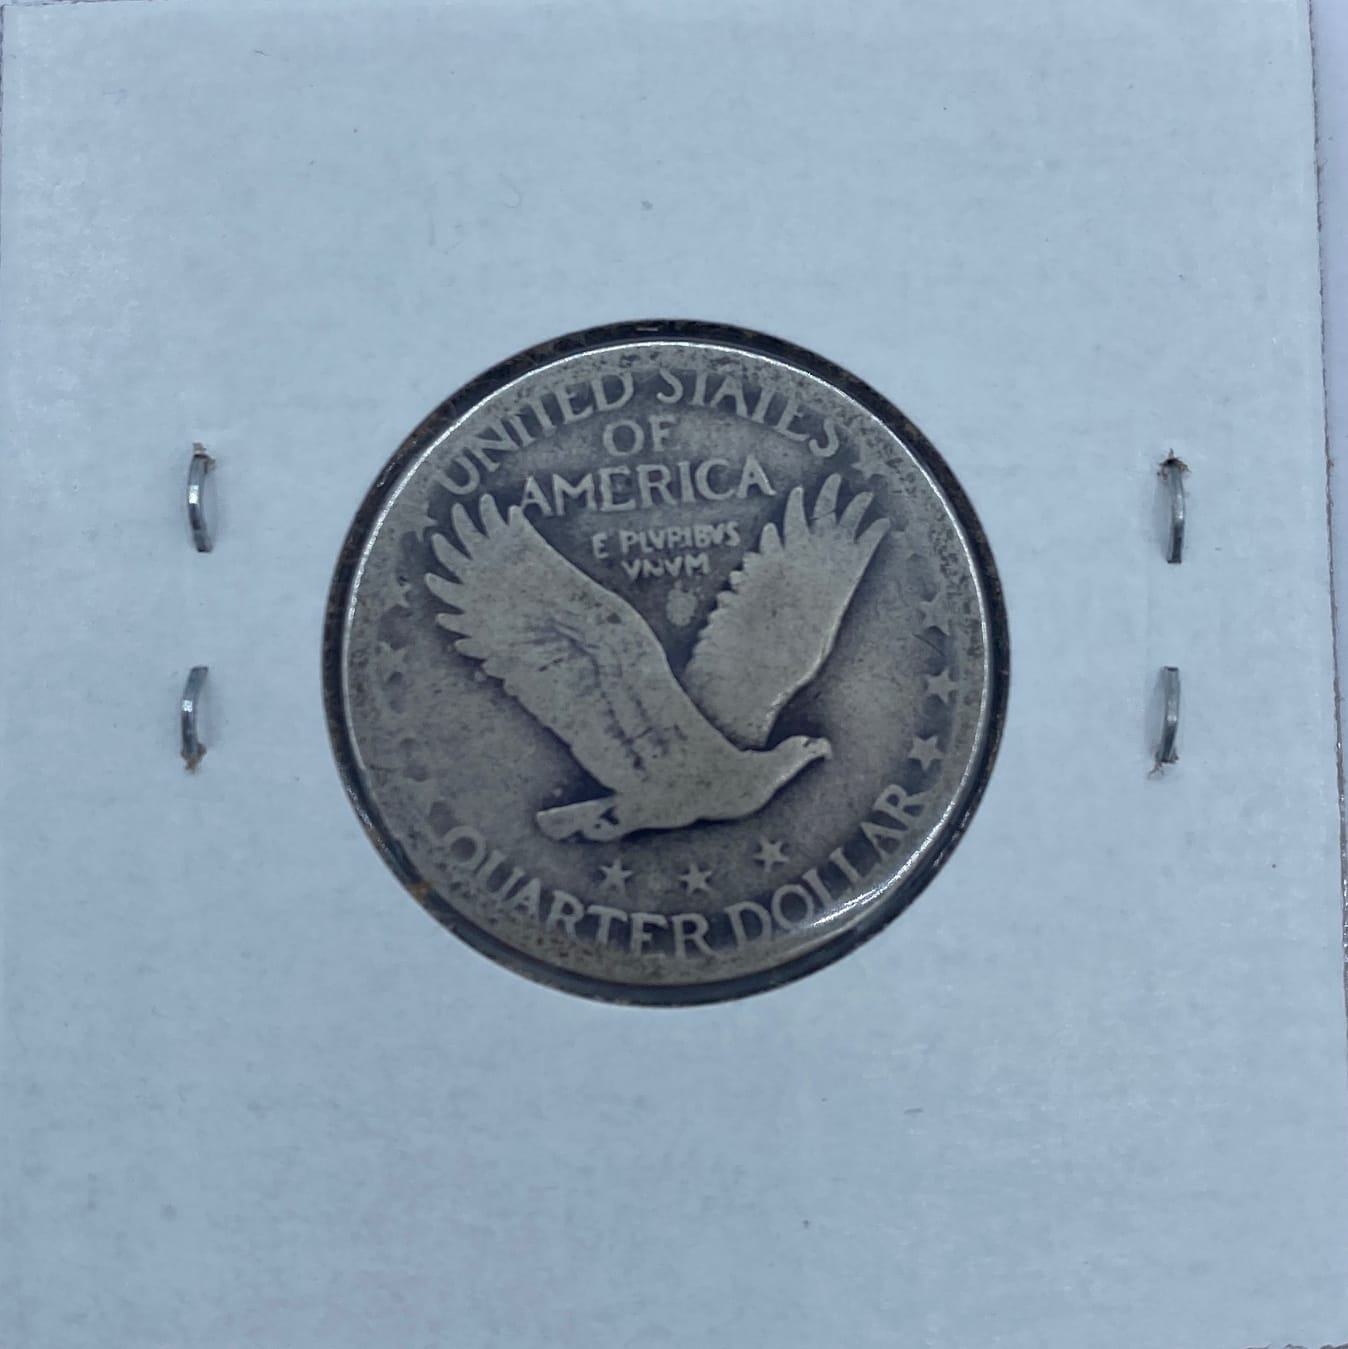 UNITED STATES
OF
AMERICA
E PLVRIBVS
VNVM
QUARTER DOLLAR